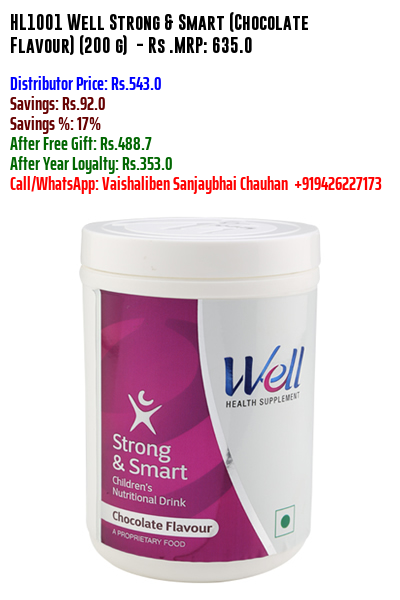 HL1001 Well Strong & Smart (Chocolate
Flavour) (200 g) - Rs .MRP: 635.0
Distributor Price: Rs.543.0
Savings: Rs.92.0
Savings %: 17%
After Free Gift: Rs.488.7
After Year Loyalty: Rs.353.0
Call/WhatsApp: Vaishaliben Sanjaybhai Chauhan +919426227173
Well
HEALTH SUPPLEMENT
Strong
& Smart
Children's
Nutritional Drink
Chocolate Flavour
A PROPRIETARY FOOD